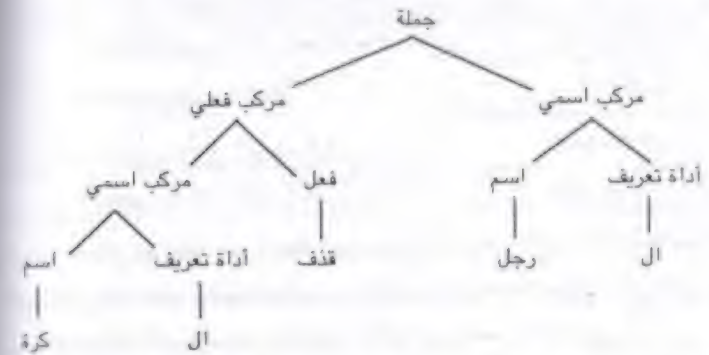 جملة
مركب اسمي مركب فعلي
أداة تعريف اسم فعل مركب اسمي
ال رجل قذف أداة تعريف اسم
ال كرة